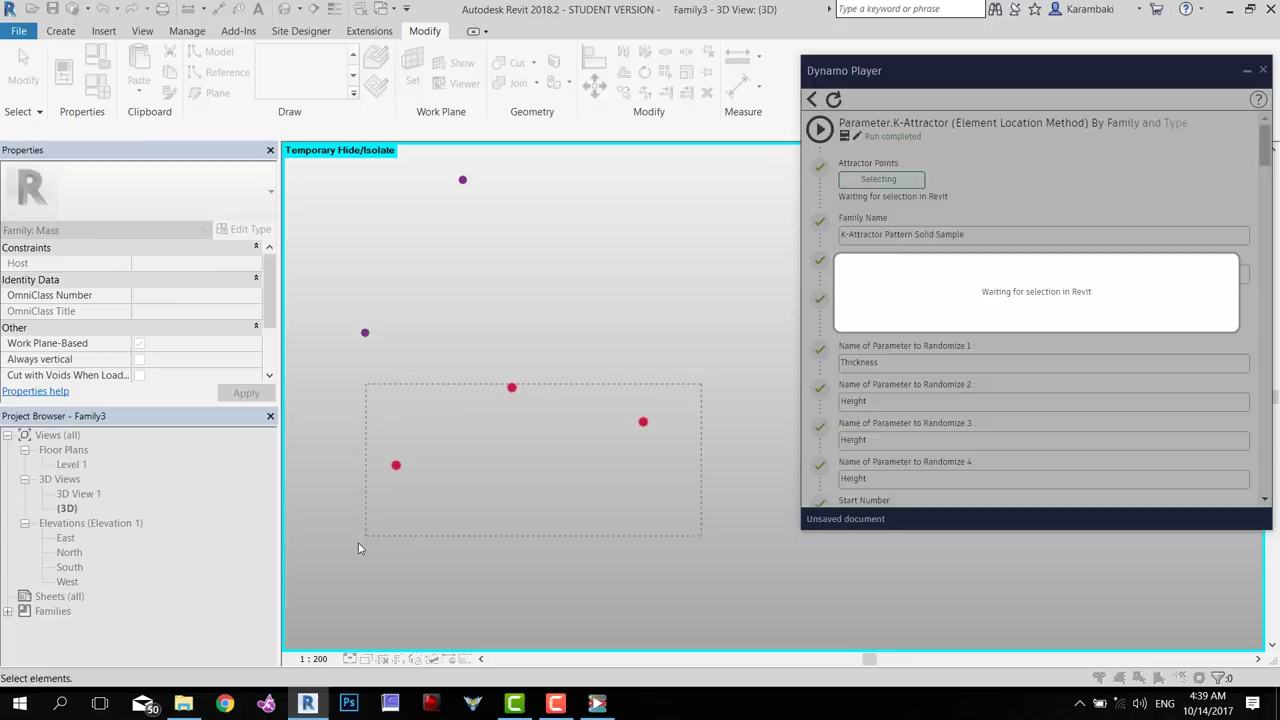 Autodesk Revit 2018.2 - STUDENT VERSION - Family3 - 3D View: {3D}
Type a keyword or phrase
Karambaki
File
Create
Insert
View
Manage
Add-Ins
Site Designer
Extensions
Modify
Modify
Select
Properties
Paste
Clipboard
Model
Reference
Plane
Draw
Set
Show
Viewer
Work Plane
Cut
Join
Geometry
Modify
Measure
Properties
R
Family: Mass
Edit Type
Constraints
Host
Identity Data
OmniClass Number
OmniClass Title
Other
Work Plane-Based
Always vertical
Cut with Voids When Load...
Properties help
Apply
Project Browser - Family3
Views (all)
Floor Plans
Level 1
3D Views
3D View 1
{3D}
Elevations (Elevation 1)
East
North
South
West
Sheets (all)
Families
Temporary Hide/Isolate
1 : 200
Dynamo Player
Parameter.K-Attractor (Element Location Method) By Family and Type
Run completed
Attractor Points
Selecting
Waiting for selection in Revit
Family Name
K-Attractor Pattern Solid Sample
Waiting for selection in Revit
Name of Parameter to Randomize 1 :
Thickness
Name of Parameter to Randomize 2 :
Height
Name of Parameter to Randomize 3 :
Height
Name of Parameter to Randomize 4 :
Height
Start Number
Unsaved document
Select elements.
:0
50
R
Ps
C
C
ENG
4:39 AM
10/14/2017